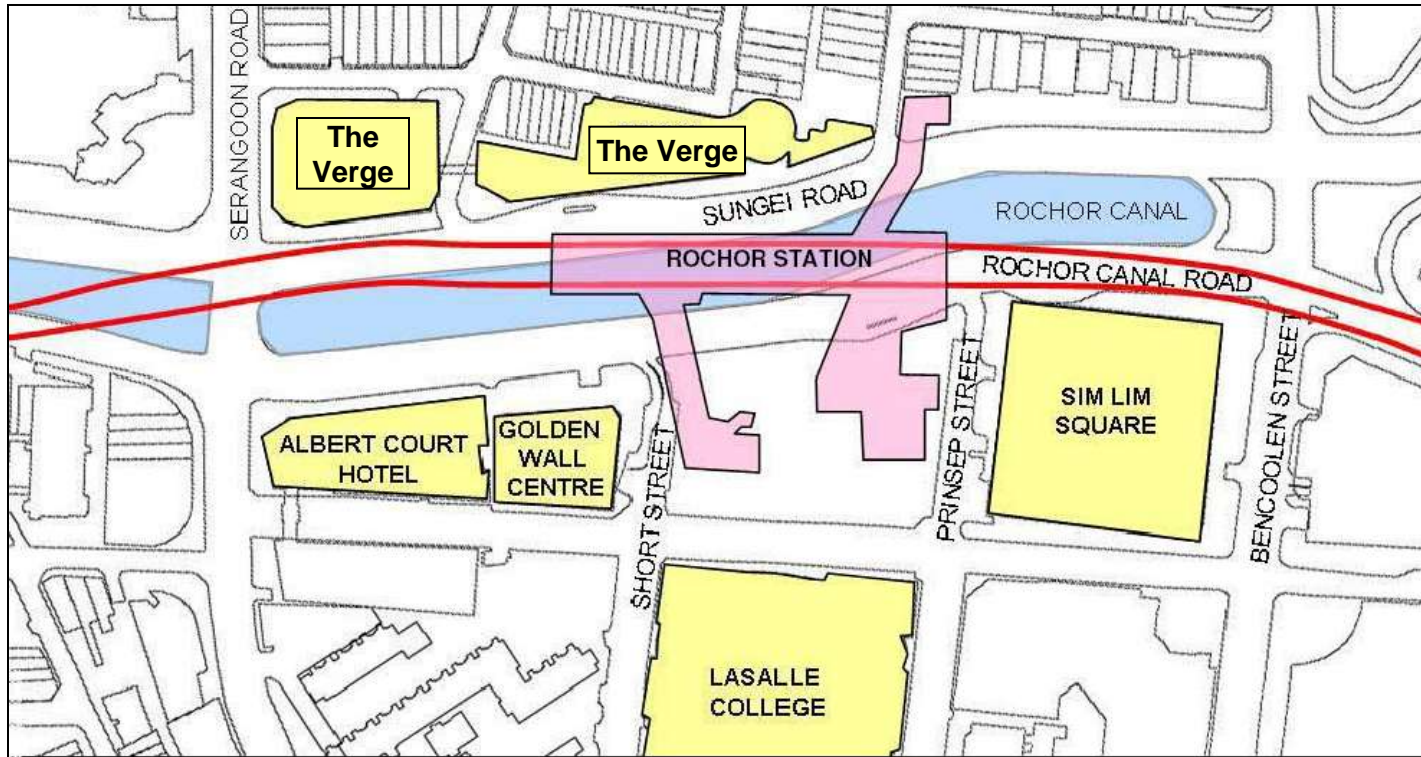 SERANGOON ROAD
The
Verge
The Verge
SUNGEI ROAD
ROCHOR CANAL
ROCHOR STATION
ROCHOR CANAL ROAD
ALBERT COURT
HOTEL
GOLDEN
WALL
CENTRE
SHORT STREET
PRINSEP STREET
SIM LIM
SQUARE
BENCOOLEN STREET
LASALLE
COLLEGE